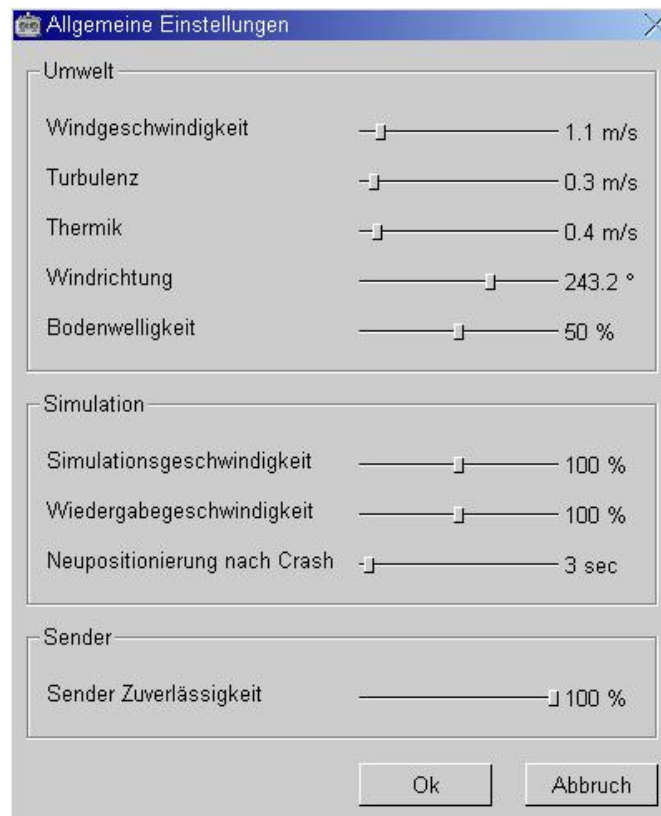 Allgemeine Einstellungen
Umwelt
Windgeschwindigkeit 1.1 m/s
Turbulenz 0.3 m/s
Thermik 0.4 m/s
Windrichtung 243.2 °
Bodenwelligkeit 50 %
Simulation
Simulationsgeschwindigkeit 100 %
Wiedergabegeschwindigkeit 100 %
Neupositionierung nach Crash 3 sec
Sender
Sender Zuverlässigkeit 100 %
Ok Abbruch